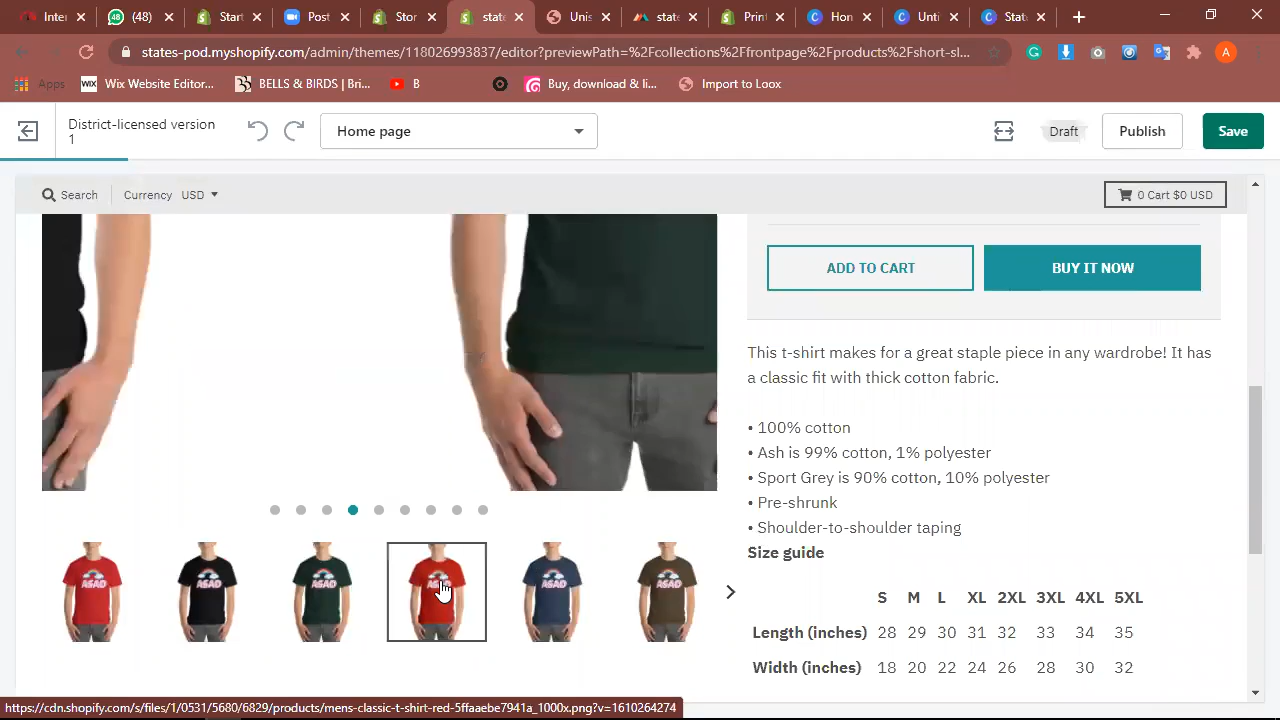 Inter
(48)
Start
Post
Stor
state
Unis
state
Print
Hon
Unti
Stat
states-pod.myshopify.com/admin/themes/118026993837/editor?previewPath=%2Fcollections%2Ffrontpage%2Fproducts%2Fshort-sl...
A
Apps
WIX Wix Website Editor...
BELLS & BIRDS | Bri...
B
Buy, download & li...
Import to Loox
District-licensed version 
1
Home page
Draft
Publish
Save
Search
Currency USD
0 Cart $0 USD
ADD TO CART
BUY IT NOW
This t-shirt makes for a great staple piece in any wardrobe! It has
a classic fit with thick cotton fabric.
• 100% cotton
• Ash is 99% cotton, 1% polyester
• Sport Grey is 90% cotton, 10% polyester
• Pre-shrunk
• Shoulder-to-shoulder taping
Size guide
S M L XL 2XL 3XL 4XL 5XL
Length (inches) 28 29 30 31 32 33 34 35
Width (inches) 18 20 22 24 26 28 30 32
ASAD
ASAD
ASAD
ASAD
ASAD
ASAD
https://cdn.shopify.com/s/files/1/0531/5680/6829/products/mens-classic-t-shirt-red-5ffaaebe7941a_1000x.png?v=1610264274